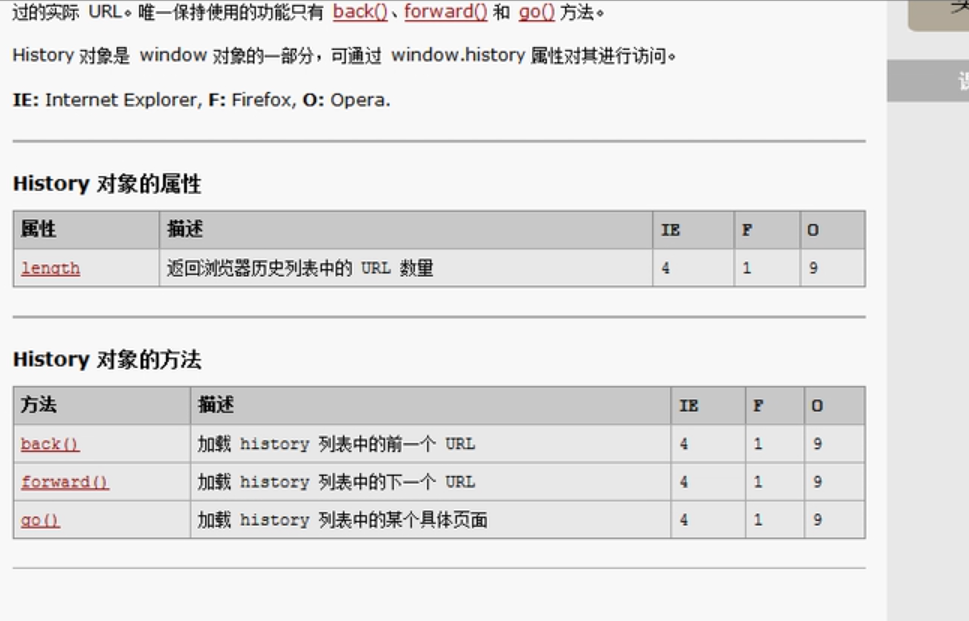 过的实际 URL。唯一保持使用的功能只有 back()、forward() 和 go() 方法。
History 对象是 window 对象的一部分，可通过 window.history 属性对其进行访问。
IE: Internet Explorer, F: Firefox, O: Opera.
History 对象的属性
属性 描述 IE F O
length 返回浏览器历史列表中的 URL 数量 4 1 9
History 对象的方法
方法 描述 IE F O
back() 加载 history 列表中的前一个 URL 4 1 9
forward() 加载 history 列表中的下一个 URL 4 1 9
go() 加载 history 列表中的某个具体页面 4 1 9